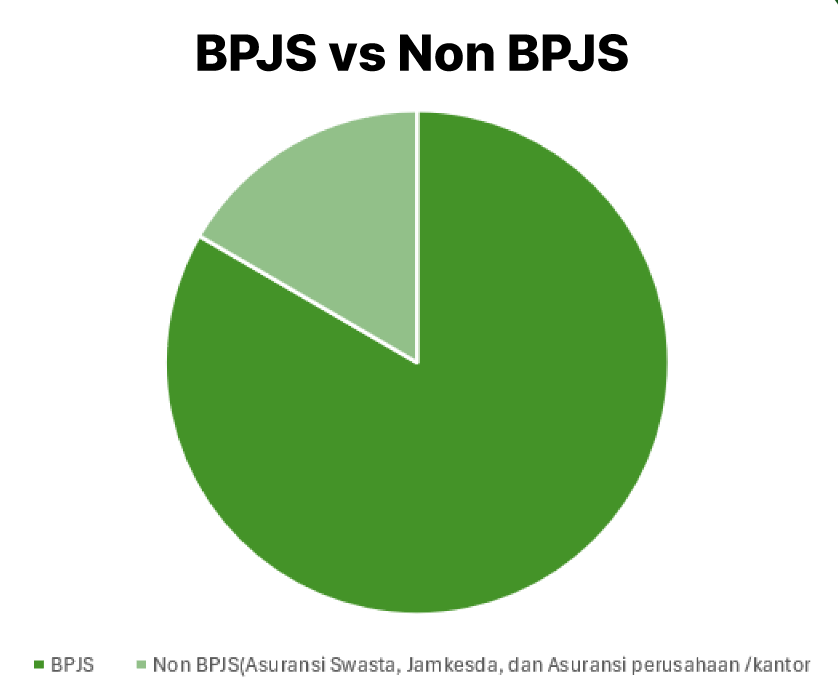 BPJS vs Non BPJS
BPJS
Non BPJS(Asuransi Swasta, Jamkesda, dan Asuransi perusahaan /kantor